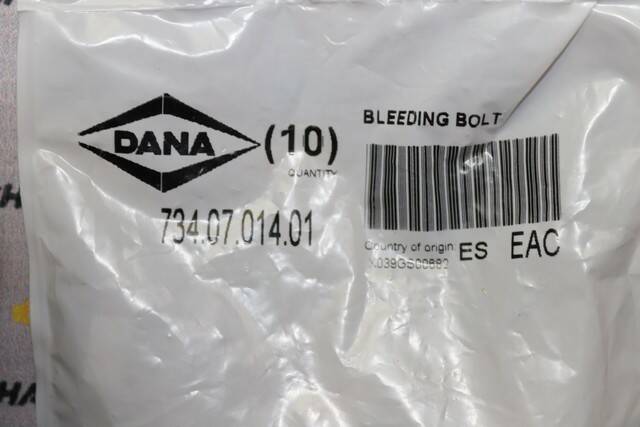 DANA
(10)
QUANTITY
734.07.014.01
BLEEDING BOLT
Country of origin ES EAC